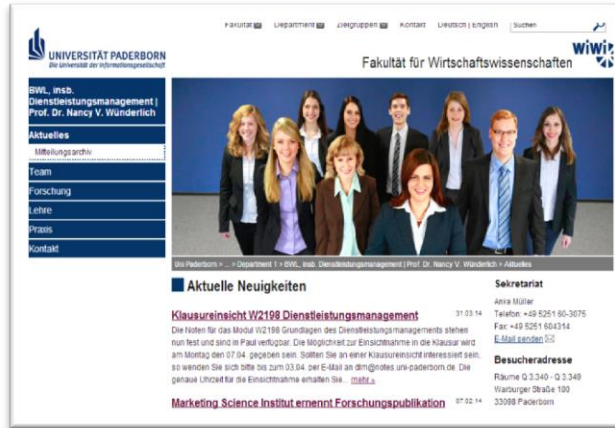 Fakultät Department Zielgruppen Kontakt Deutsch | English Suchen
UNIVERSITÄT PADERBORN
Die Universität der Informationsgesellschaft
Fakultät für Wirtschaftswissenschaften
wiwi
BWL, insb.
Dienstleistungsmanagement |
Prof. Dr. Nancy V. Wünderlich
Aktuelles
Mitteilungsarchiv
Team
Forschung
Lehre
Praxis
Kontakt
Uni Paderborn > ... > Department 1 > BWL, insb. Dienstleistungsmanagement | Prof. Dr. Nancy V. Wünderlich > Aktuelles
Aktuelle Neuigkeiten
Klausureinsicht W2198 Dienstleistungsmanagement 31.03.14
Die Noten für das Modul W2198 Grundlagen des Dienstleistungsmanagements stehen
nun fest und sind in Paul verfügbar. Die Möglichkeit zur Einsichtnahme in die Klausur wird
am Montag den 07.04. gegeben sein. Sollten Sie an einer Klausureinsicht interessiert sein,
so wenden Sie sich bitte bis zum 03.04. per E-Mail an dlm@notes.uni-paderborn.de. Die
genaue Uhrzeit für die Einsichtnahme erhalten Sie... mehr »
Marketing Science Institut ernennt Forschungspublikation 07.02.14
Sekretariat
Anka Müller
Telefon: +49 5251 60-3075
Fax: +49 5251 604314
E-Mail senden
Besucheradresse
Räume Q 3.340 - Q 3.349
Warburger Straße 100
33098 Paderborn